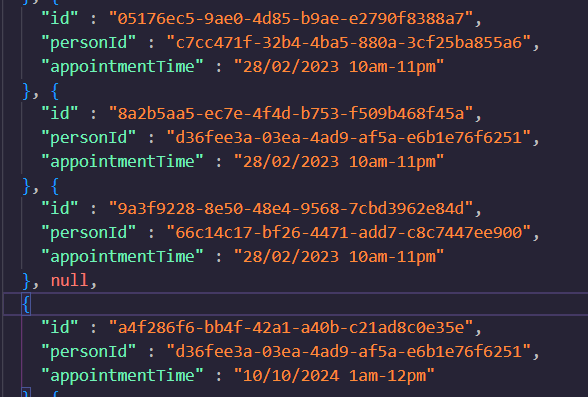 }, {
"id" : "05176ec5-9ae0-4d85-b9ae-e2790f8388a7",
"personId" : "c7cc471f-32b4-4ba5-880a-3cf25ba855a6",
"appointmentTime" : "28/02/2023 10am-11pm"
}, {
"id" : "8a2b5aa5-ec7e-4f4d-b753-f509b468f45a",
"personId" : "d36fee3a-03ea-4ad9-af5a-e6b1e76f6251",
"appointmentTime" : "28/02/2023 10am-11pm"
}, {
"id" : "9a3f9228-8e50-48e4-9568-7cbd3962e84d",
"personId" : "66c14c17-bf26-4471-add7-c8c7447ee900",
"appointmentTime" : "28/02/2023 10am-11pm"
}, null,
{
"id" : "a4f286f6-bb4f-42a1-a40b-c21ad8c0e35e",
"personId" : "d36fee3a-03ea-4ad9-af5a-e6b1e76f6251",
"appointmentTime" : "10/10/2024 1am-12pm"
}, {